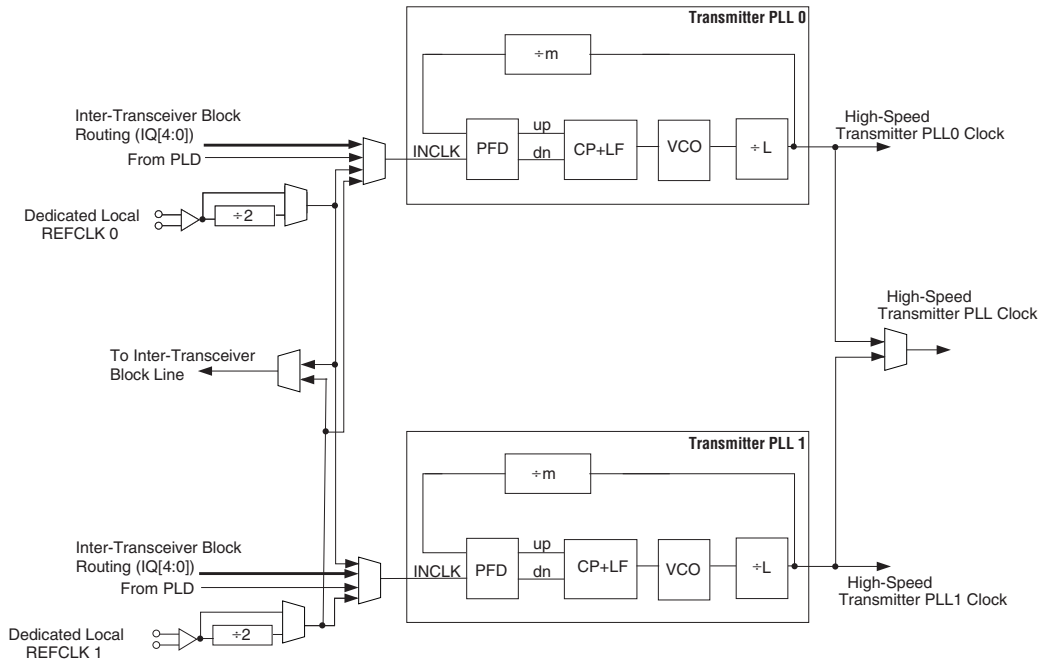 Transmitter PLL 0
÷m
Inter-Transceiver Block
Routing (IQ[4:0])
From PLD
INCLK
PFD
up
dn
CP+LF
VCO
÷L
High-Speed
Transmitter PLL0 Clock
Dedicated Local
REFCLK 0
÷2
High-Speed
Transmitter PLL Clock
To Inter-Transceiver
Block Line
Transmitter PLL 1
÷m
Inter-Transceiver Block
Routing (IQ[4:0])
From PLD
INCLK
PFD
up
dn
CP+LF
VCO
÷L
High-Speed
Transmitter PLL1 Clock
Dedicated Local
REFCLK 1
÷2